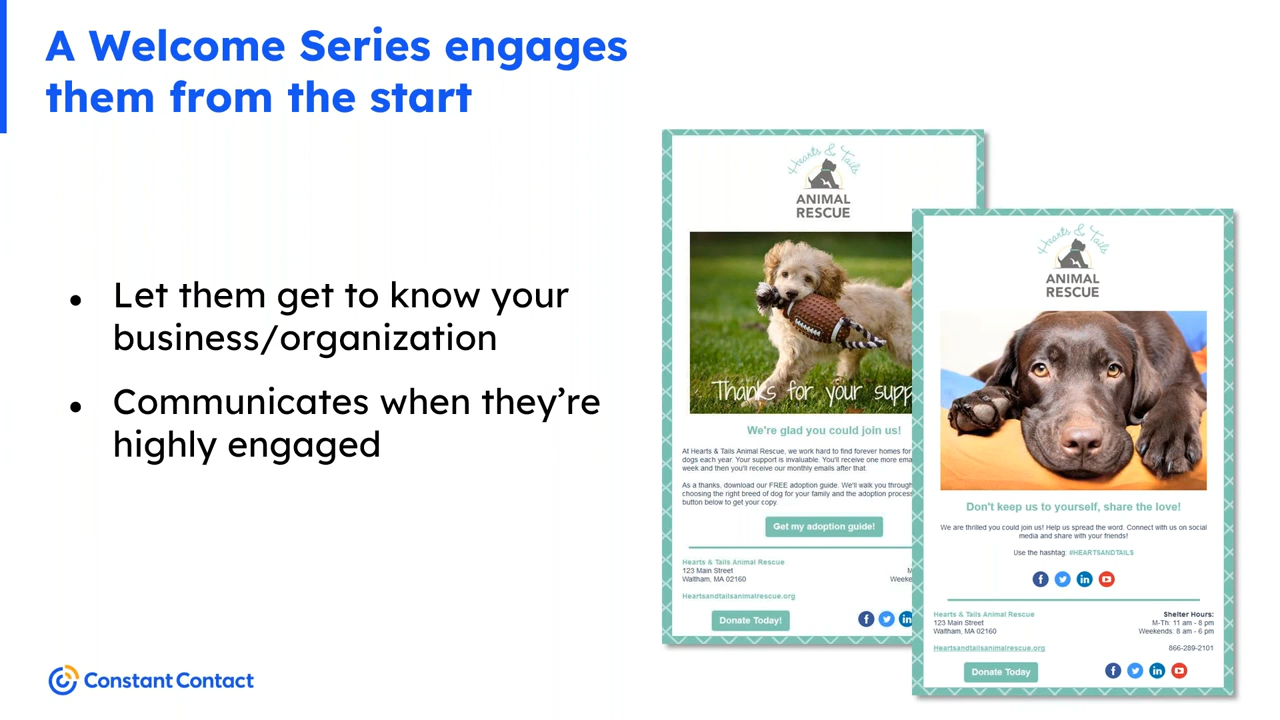 A Welcome Series engages
them from the start
● Let them get to know your
business/organization
● Communicates when they’re
highly engaged
Constant Contact
Hearts & Tails
ANIMAL
RESCUE
Thanks for your supp
We're glad you could join us!
At Hearts & Tails Animal Rescue, we work hard to find forever homes for
dogs each year. Your support is invaluable. You'll receive one more ema
week and then you'll receive our monthly emails after that.
As a thanks, download our FREE adoption guide. We'll walk you through
choosing the right breed of dog for your family and the adoption process
button below to get your copy.
Get my adoption guide!
Hearts & Tails Animal Rescue
123 Main Street
M
Waltham, MA 02160
Weeke
Heartsandtailsanimalrescue.org
Donate Today!
Hearts & Tails
ANIMAL
RESCUE
Don't keep us to yourself, share the love!
We are thrilled you could join us! Help us spread the word. Connect with us on social
media and share with your friends!
Use the hashtag: #HEARTSANDTAILS
Hearts & Tails Animal Rescue
Shelter Hours:
123 Main Street
M-Th: 11 am - 8 pm
Waltham, MA 02160
Weekends: 8 am - 6 pm
Heartsandtailsanimalrescue.org
866-289-2101
Donate Today